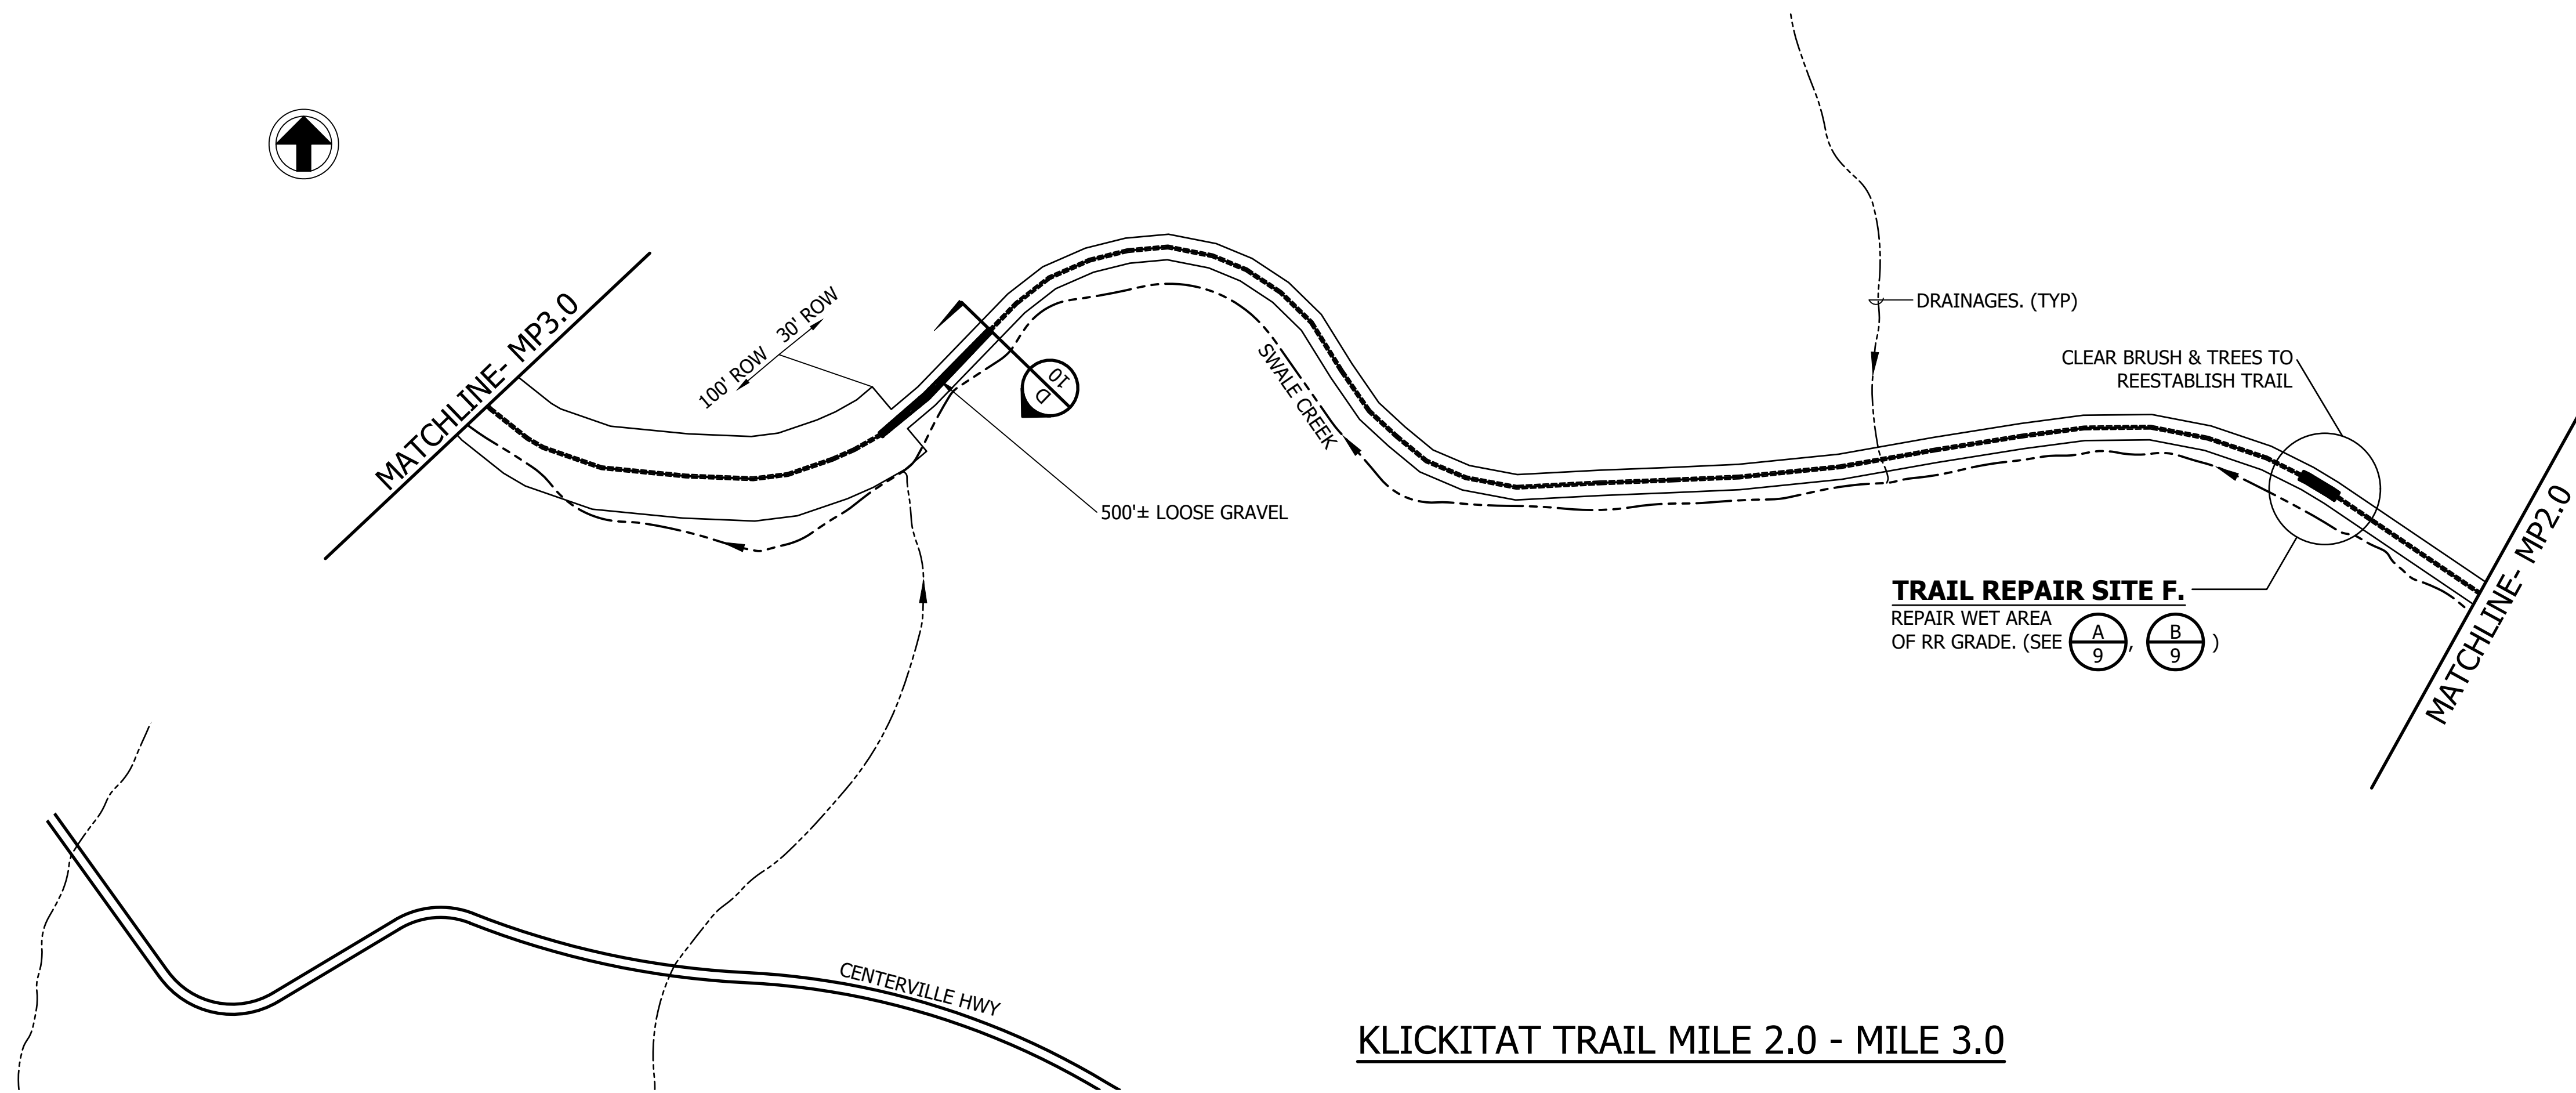 MATCHLINE- MP3.0
100' ROW
30' ROW
D
10
500'± LOOSE GRAVEL
SWALE CREEK
DRAINAGES. (TYP)
CLEAR BRUSH & TREES TO
REESTABLISH TRAIL
TRAIL REPAIR SITE F.
REPAIR WET AREA
OF RR GRADE. (SEE A/9, B/9 )
MATCHLINE- MP2.0
CENTERVILLE HWY
KLICKITAT TRAIL MILE 2.0 - MILE 3.0